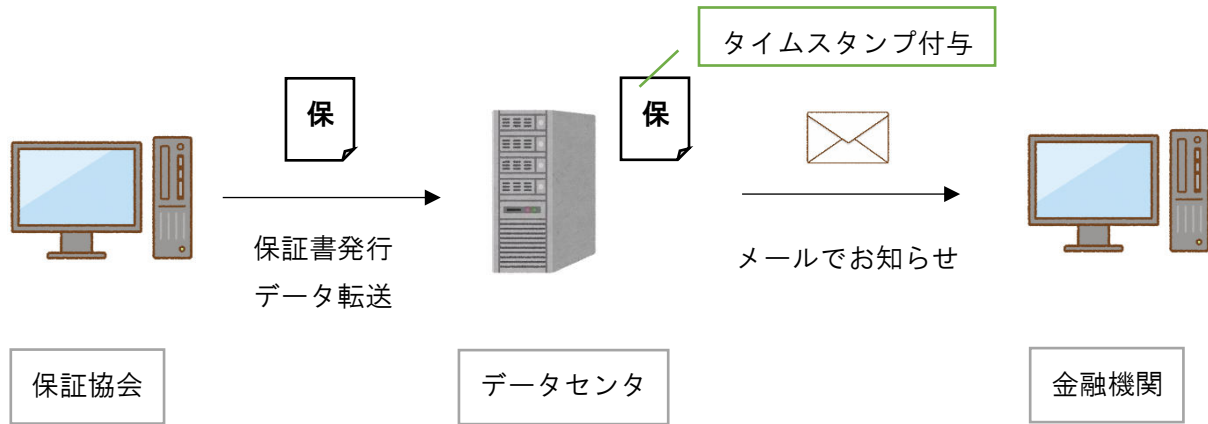 タイムスタンプ付与
保
保
保証書発行
データ転送
メールでお知らせ
保証協会
データセンタ
金融機関